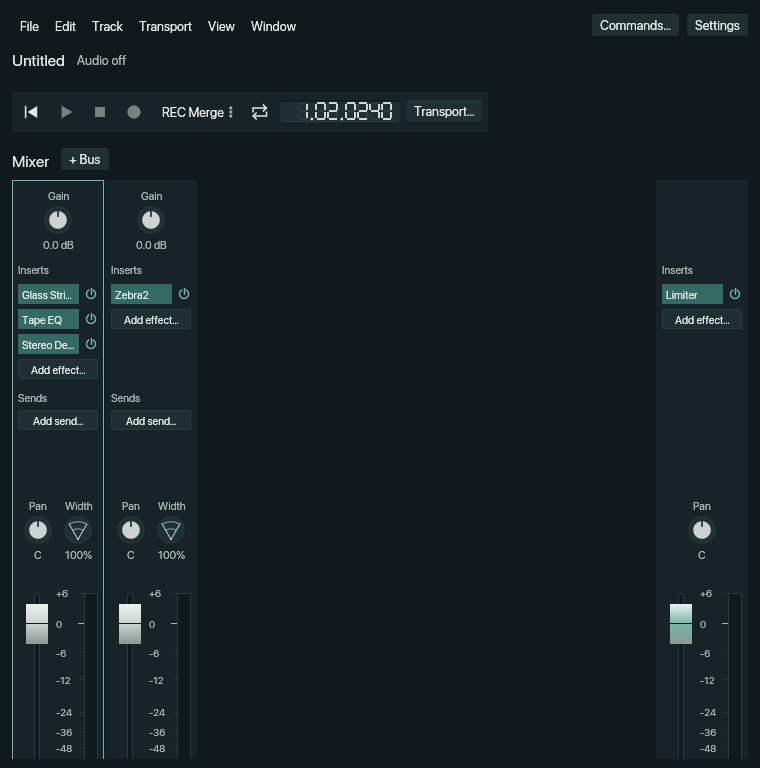 File Edit Track Transport View Window Commands... Settings
Untitled Audio off
REC Merge 1.02.0240 Transport...
Mixer + Bus
Gain Gain
0.0 dB 0.0 dB
Inserts Inserts Inserts
Glass Stri... Zebra2 Limiter
Tape EQ Add effect... Add effect...
Stereo De...
Add effect...
Sends Sends
Add send... Add send...
Pan Width Pan Width Pan
C 100% C 100% C
+6 +6 +6
0 0 0
-6 -6 -6
-12 -12 -12
-24 -24 -24
-36 -36 -36
-48 -48 -48